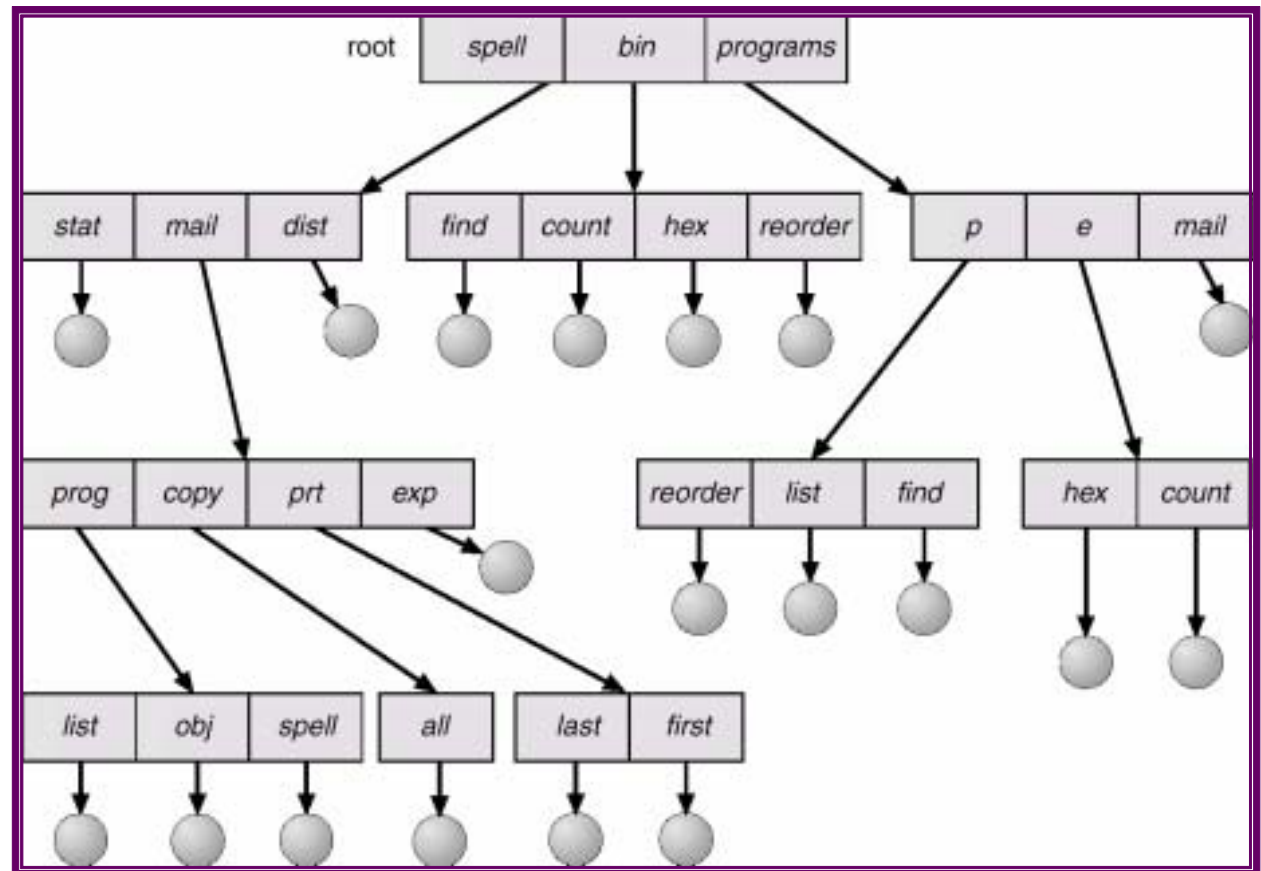 root spell bin programs
stat mail dist find count hex reorder p e mail
prog copy prt exp reorder list find hex count
list obj spell all last first